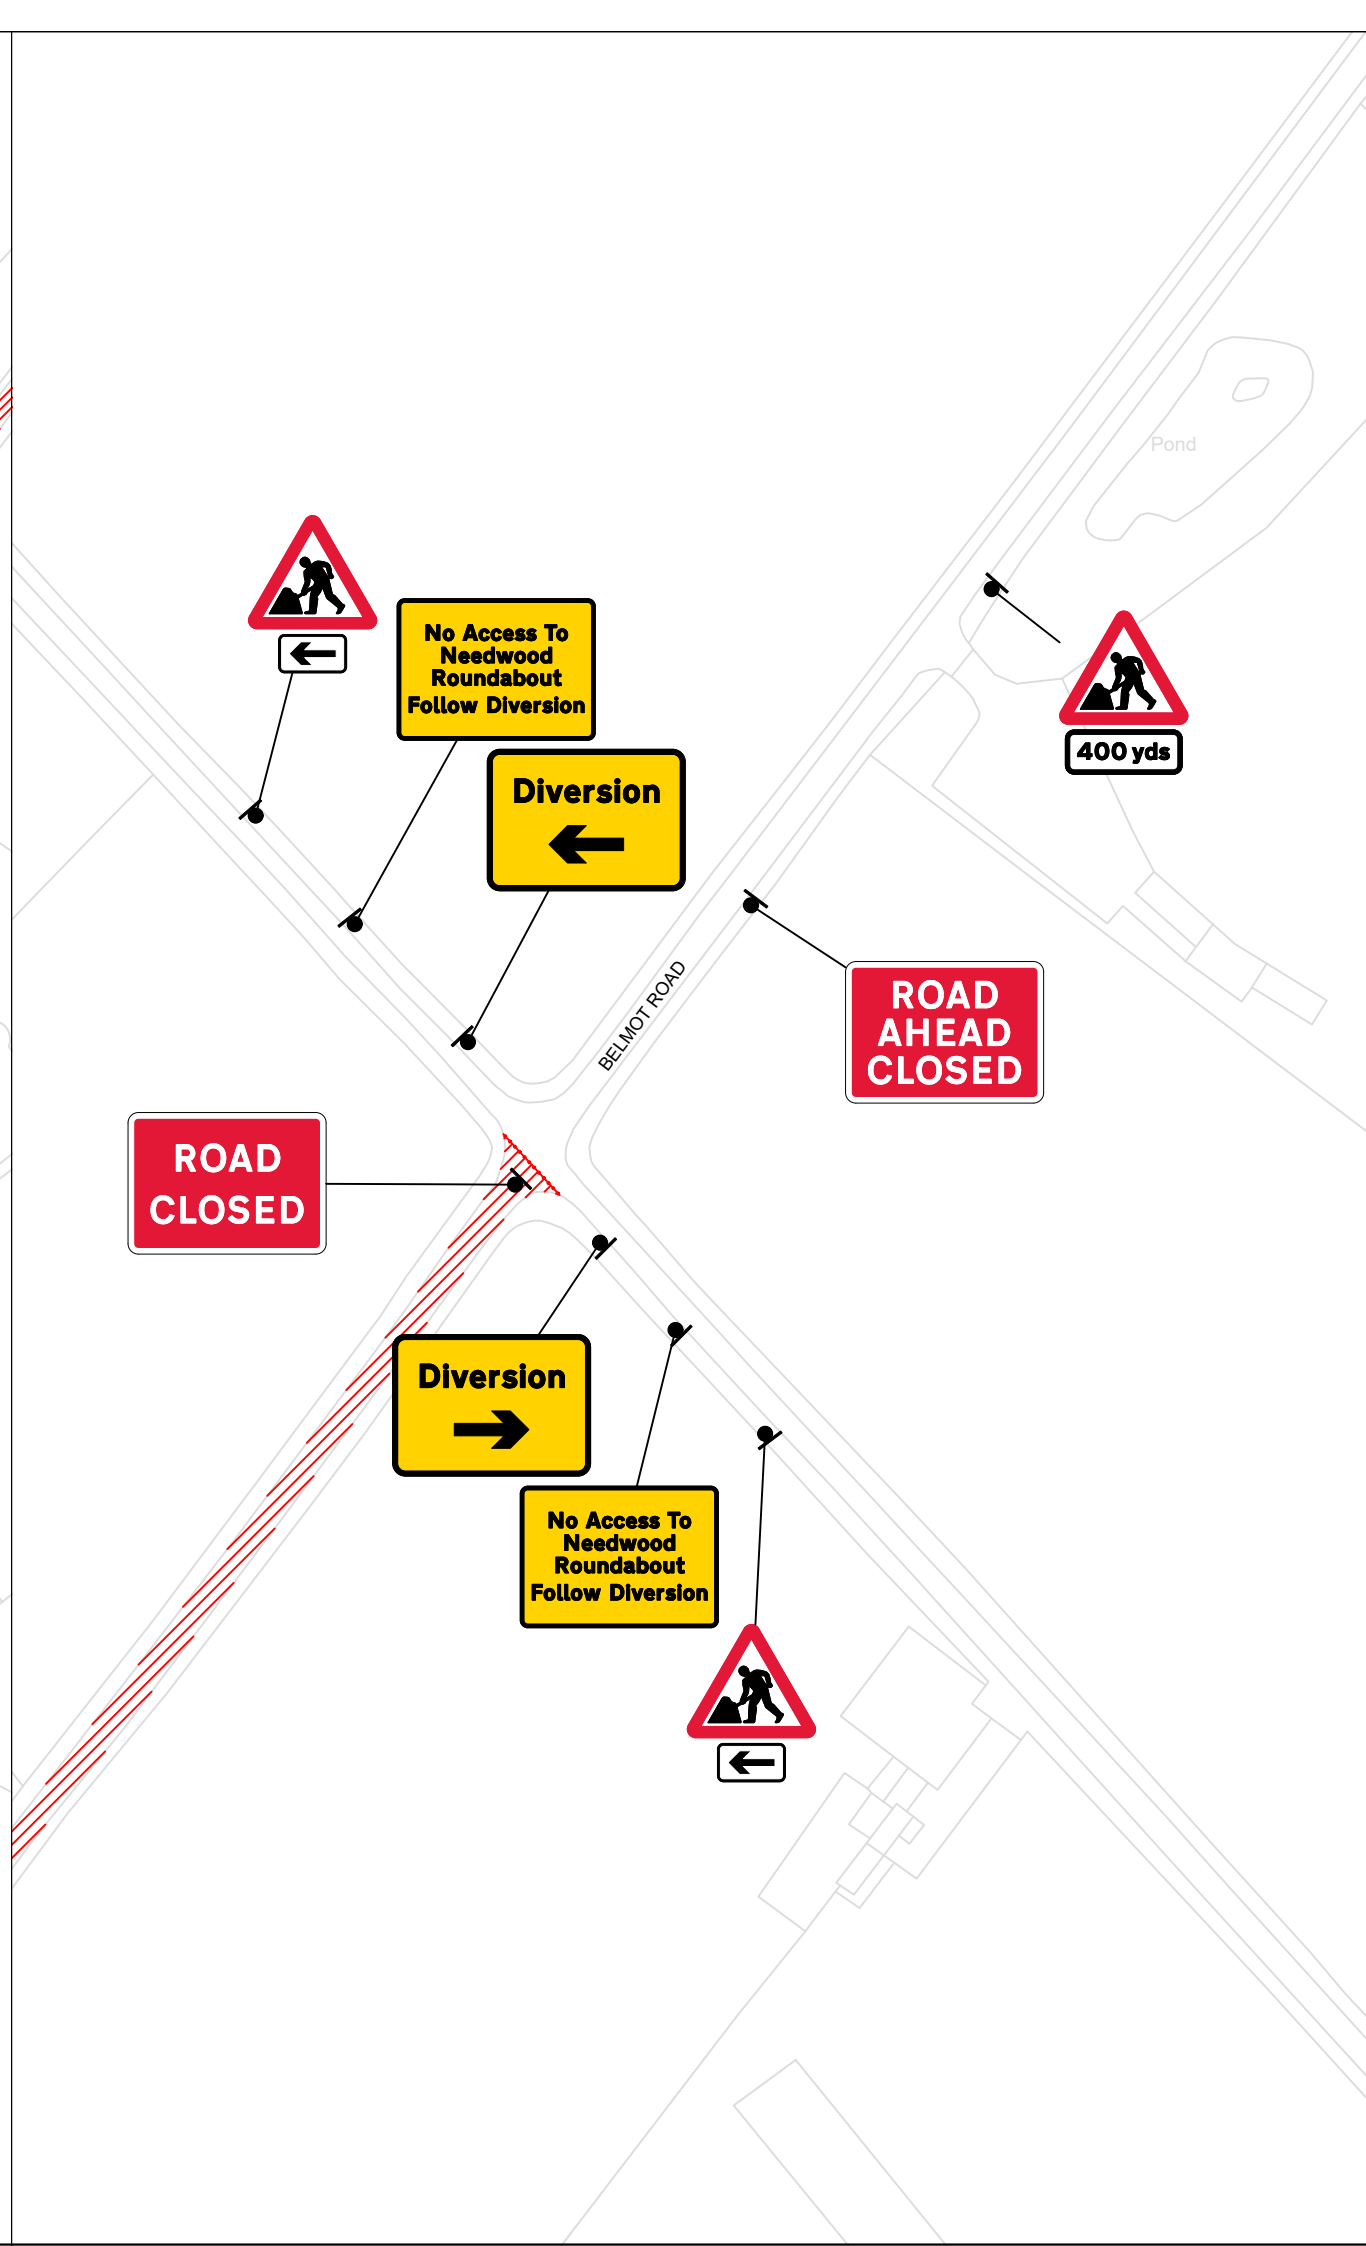 Pond
No Access To
Needwood
Roundabout
Follow Diversion
400 yds
Diversion
BELMOT ROAD
ROAD
AHEAD
CLOSED
ROAD
CLOSED
Diversion
No Access To
Needwood
Roundabout
Follow Diversion